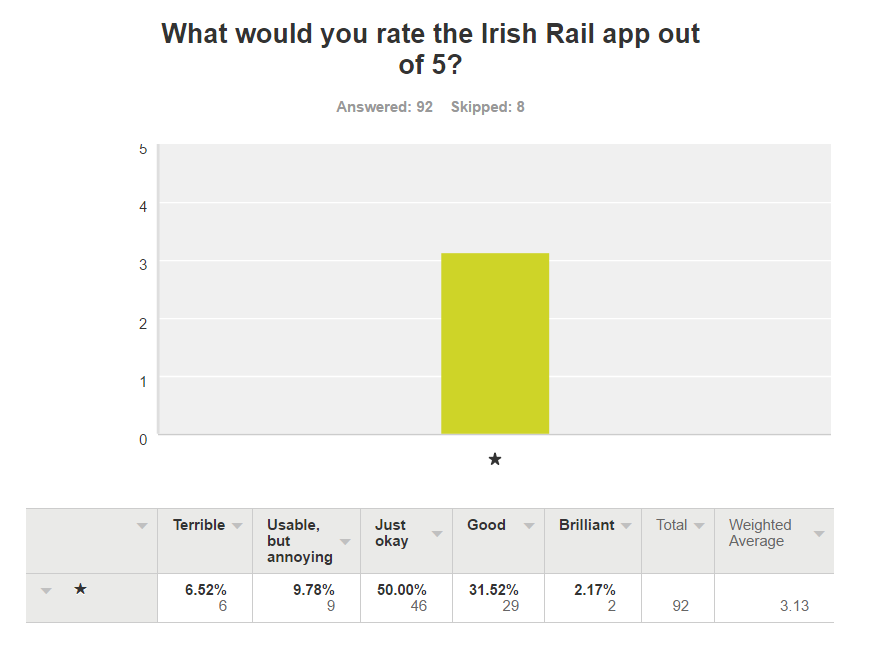 What would you rate the Irish Rail app out
of 5?
Answered: 92 Skipped: 8
5
4
3
2
1
0
★
Terrible
Usable,
but
annoying
Just
okay
Good
Brilliant
Total
Weighted
Average
★
6.52%
6
9.78%
9
50.00%
46
31.52%
29
2.17%
2
92
3.13